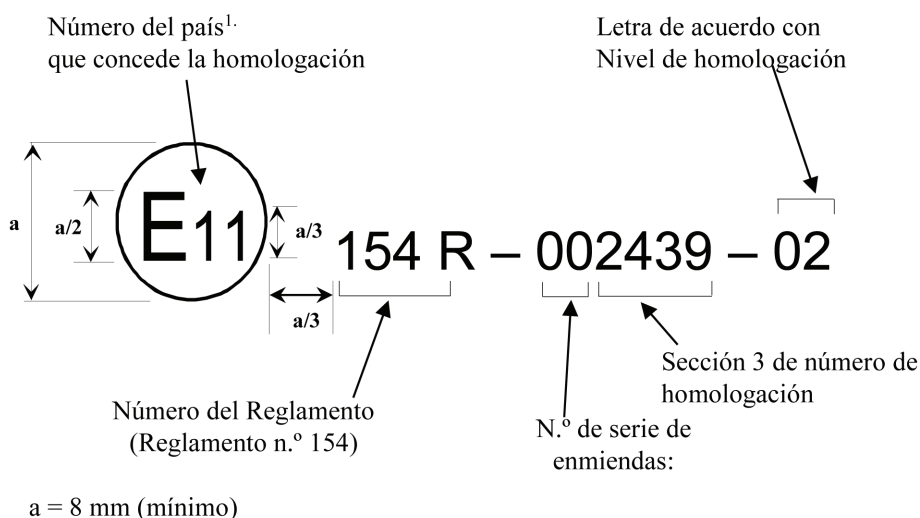 Número del país1.
que concede la homologación
Letra de acuerdo con
Nivel de homologación
a
a/2
E11
a/3
a/3
154 R – 002439 – 02
Sección 3 de número de
homologación
Número del Reglamento
(Reglamento n.º 154)
N.º de serie de
enmiendas:
a = 8 mm (mínimo)